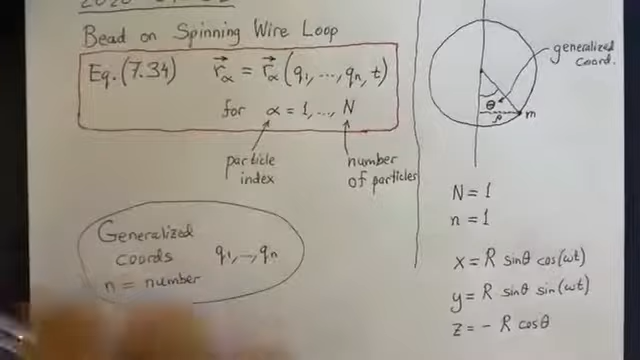 Bead on Spinning Wire Loop
Eq. (7.34) r⃗α = r⃗α (q1, ..., qn, t)
for α = 1, ..., N
particle index
number of particles
Generalized
coords q1, .., qn
n = number
generalized
coord.
θ
ρ
m
N = 1
n = 1
x = R sinθ cos(ωt)
y = R sinθ sin(ωt)
z = - R cosθ